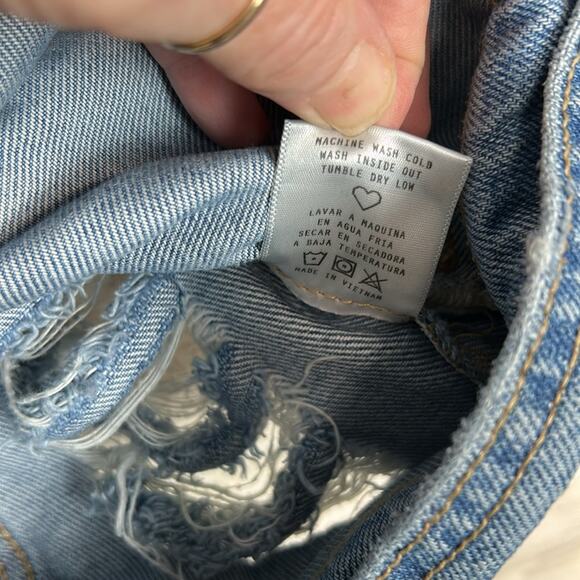 MACHINE WASH COLD
WASH INSIDE OUT
TUMBLE DRY LOW
LAVAR A MAQUINA
EN AGUA FRIA
SECAR EN SECADORA
A BAJA TEMPERATURA
MADE IN VIETNAM